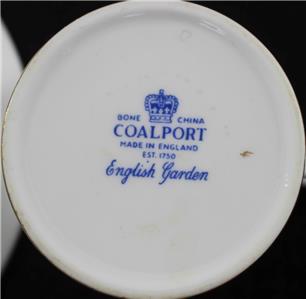 BONE CHINA
COALPORT
MADE IN ENGLAND
EST. 1750
English Garden